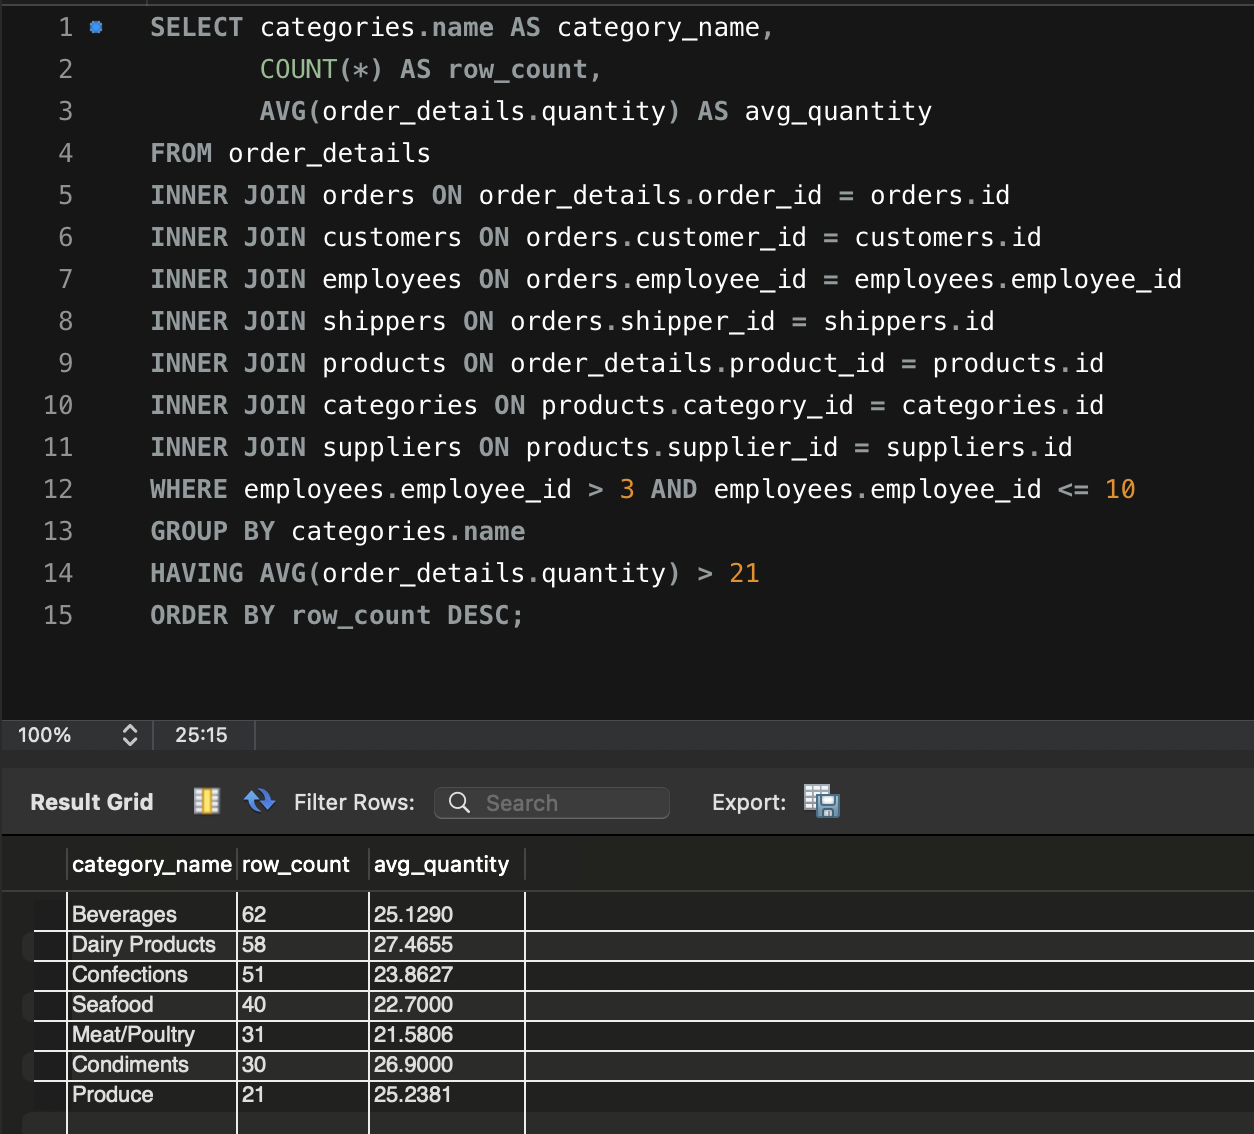 1 SELECT categories.name AS category_name,
2 COUNT(*) AS row_count,
3 AVG(order_details.quantity) AS avg_quantity
4 FROM order_details
5 INNER JOIN orders ON order_details.order_id = orders.id
6 INNER JOIN customers ON orders.customer_id = customers.id
7 INNER JOIN employees ON orders.employee_id = employees.employee_id
8 INNER JOIN shippers ON orders.shipper_id = shippers.id
9 INNER JOIN products ON order_details.product_id = products.id
10 INNER JOIN categories ON products.category_id = categories.id
11 INNER JOIN suppliers ON products.supplier_id = suppliers.id
12 WHERE employees.employee_id > 3 AND employees.employee_id <= 10
13 GROUP BY categories.name
14 HAVING AVG(order_details.quantity) > 21
15 ORDER BY row_count DESC;
100% 25:15
Result Grid Filter Rows: Search Export:
category_name row_count avg_quantity
Beverages 62 25.1290
Dairy Products 58 27.4655
Confections 51 23.8627
Seafood 40 22.7000
Meat/Poultry 31 21.5806
Condiments 30 26.9000
Produce 21 25.2381